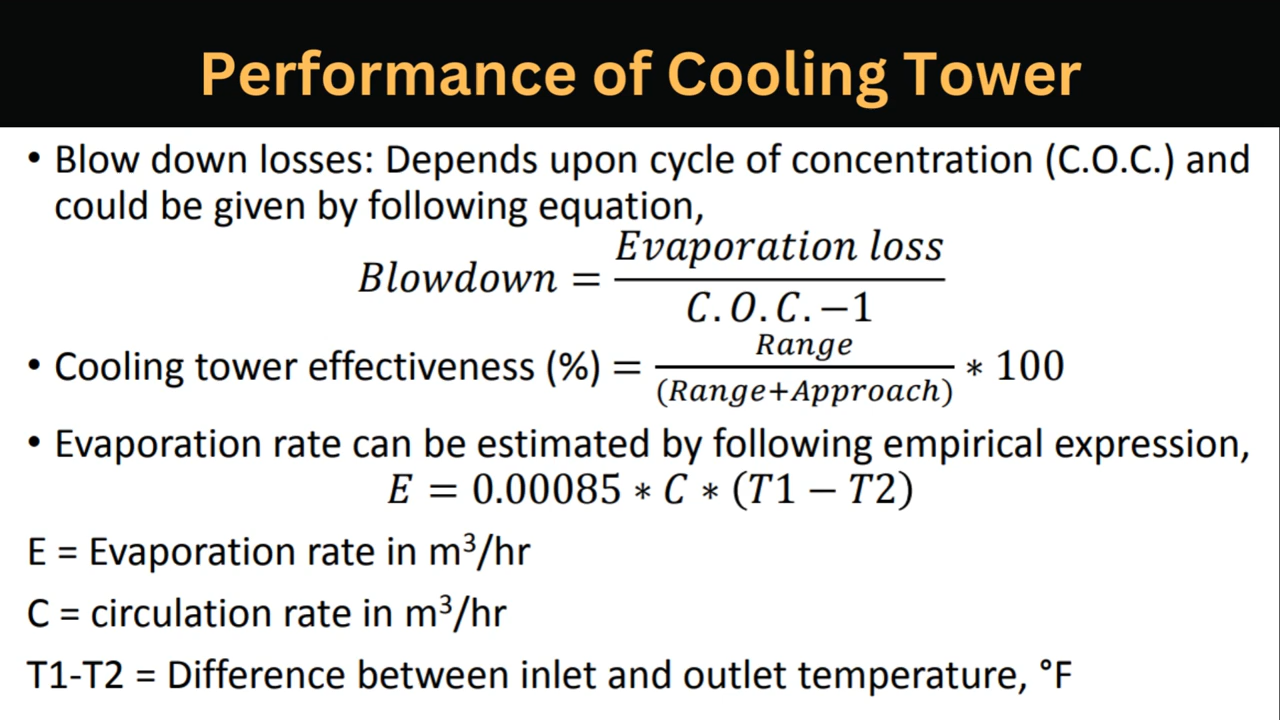 Performance of Cooling Tower
• Blow down losses: Depends upon cycle of concentration (C.O.C.) and
could be given by following equation,
Blowdown = Evaporation loss / C.O.C.−1
• Cooling tower effectiveness (%) = Range / (Range+Approach) ∗ 100
• Evaporation rate can be estimated by following empirical expression,
E = 0.00085 ∗ C ∗ (T1 − T2)
E = Evaporation rate in m³/hr
C = circulation rate in m³/hr
T1-T2 = Difference between inlet and outlet temperature, °F